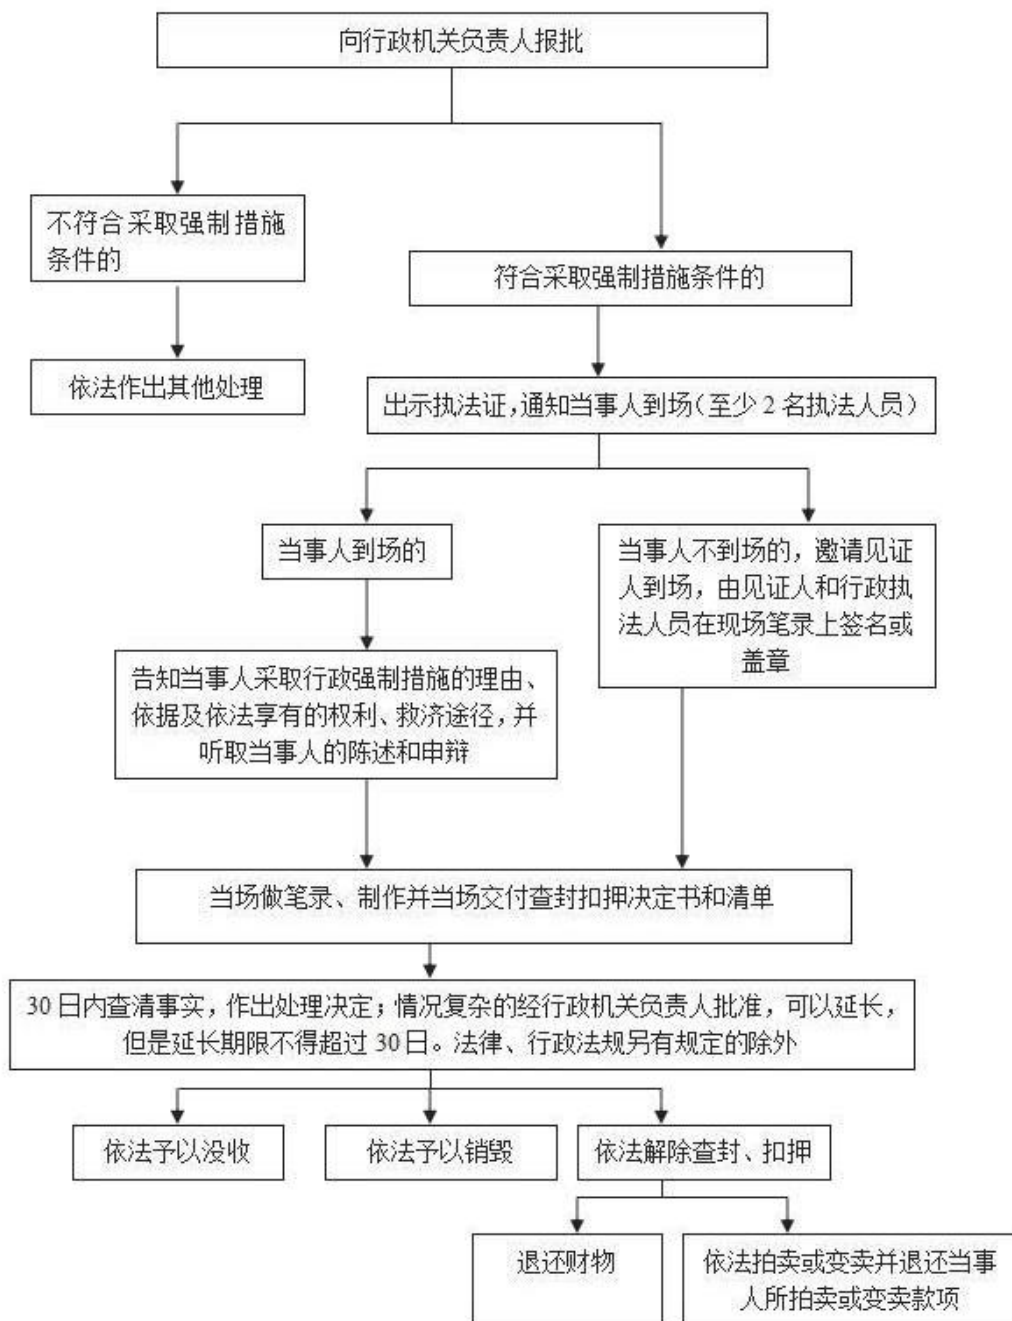 向行政机关负责人报批
不符合采取强制措施
条件的
符合采取强制措施条件的
依法作出其他处理
出示执法证,通知当事人到场(至少2名执法人员)
当事人到场的
当事人不到场的，邀请见证
人到场，由见证人和行政执
法人员在现场笔录上签名或
盖章
告知当事人采取行政强制措施的理由、
依据及依法享有的权利、救济途径,并
听取当事人的陈述和申辩
当场做笔录、制作并当场交付查封扣押决定书和清单
30日内查清事实，作出处理决定;情况复杂的经行政机关负责人批准，可以延长，
但是延长期限不得超过30日。法律、行政法规另有规定的除外
依法予以没收
依法予以销毁
依法解除查封、扣押
退还财物
依法拍卖或变卖并退还当事
人所拍卖或变卖款项